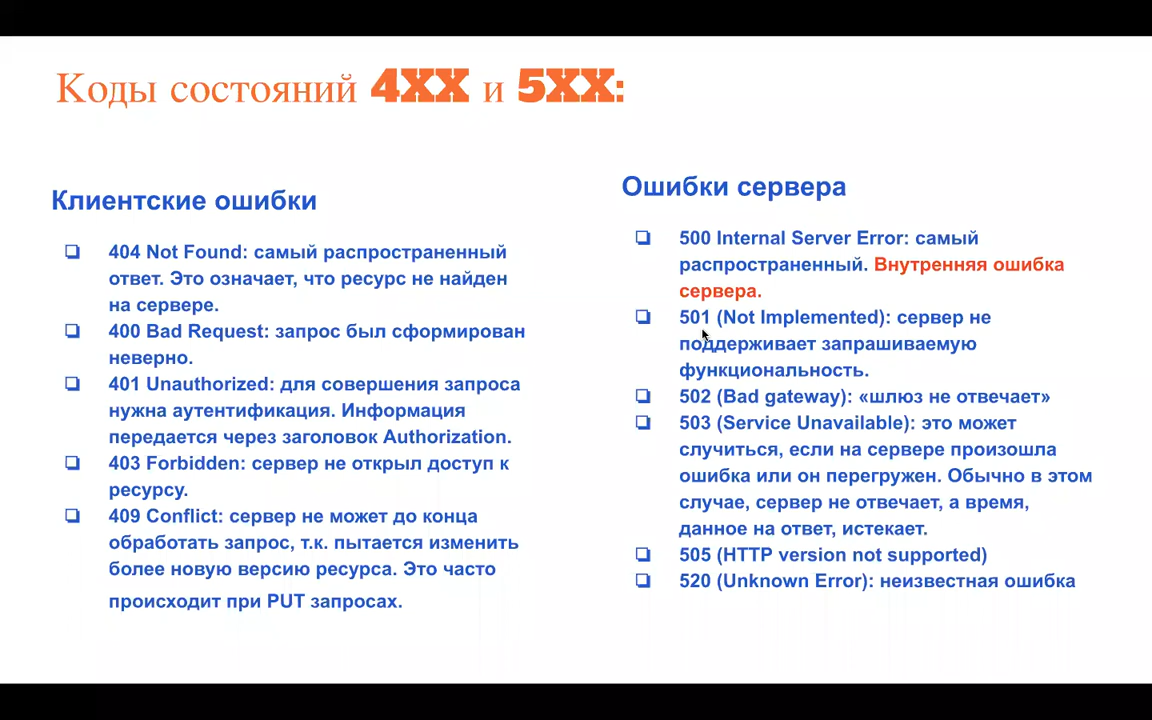 Коды состояний 4XX и 5XX:
Клиентские ошибки
404 Not Found: самый распространенный
ответ. Это означает, что ресурс не найден
на сервере.
400 Bad Request: запрос был сформирован
неверно.
401 Unauthorized: для совершения запроса
нужна аутентификация. Информация
передается через заголовок Authorization.
403 Forbidden: сервер не открыл доступ к
ресурсу.
409 Conflict: сервер не может до конца
обработать запрос, т.к. пытается изменить
более новую версию ресурса. Это часто
происходит при PUT запросах.
Ошибки сервера
500 Internal Server Error: самый
распространенный. Внутренняя ошибка
сервера.
501 (Not Implemented): сервер не
поддерживает запрашиваемую
функциональность.
502 (Bad gateway): «шлюз не отвечает»
503 (Service Unavailable): это может
случиться, если на сервере произошла
ошибка или он перегружен. Обычно в этом
случае, сервер не отвечает, а время,
данное на ответ, истекает.
505 (HTTP version not supported)
520 (Unknown Error): неизвестная ошибка